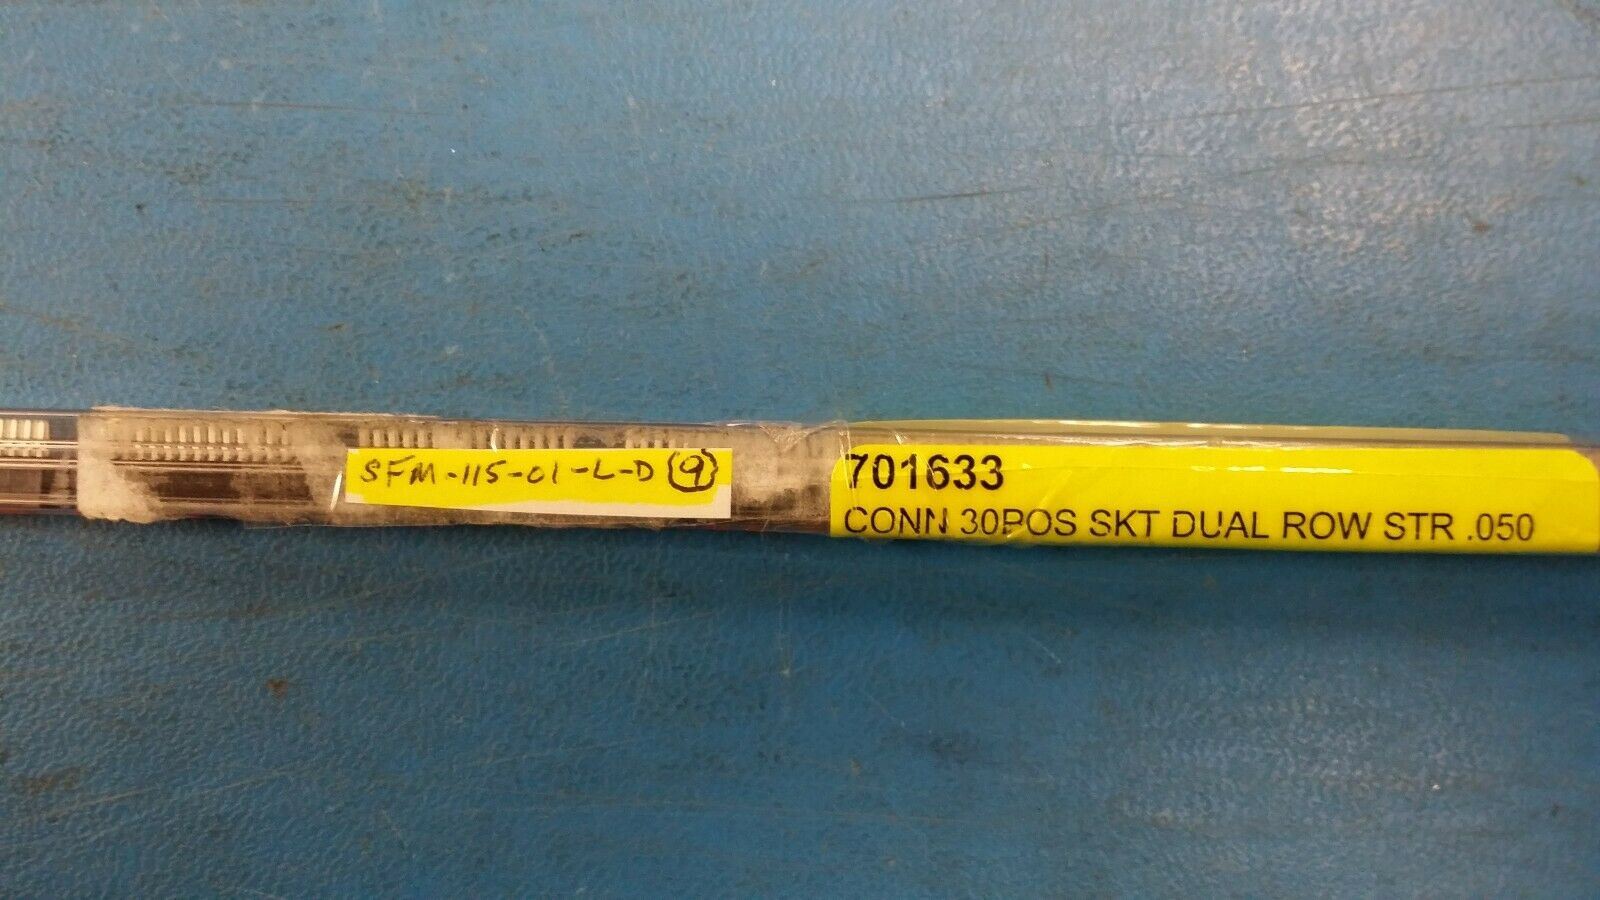 SFM-115-01-L-D 9
701633
CONN 30POS SKT DUAL ROW STR .050